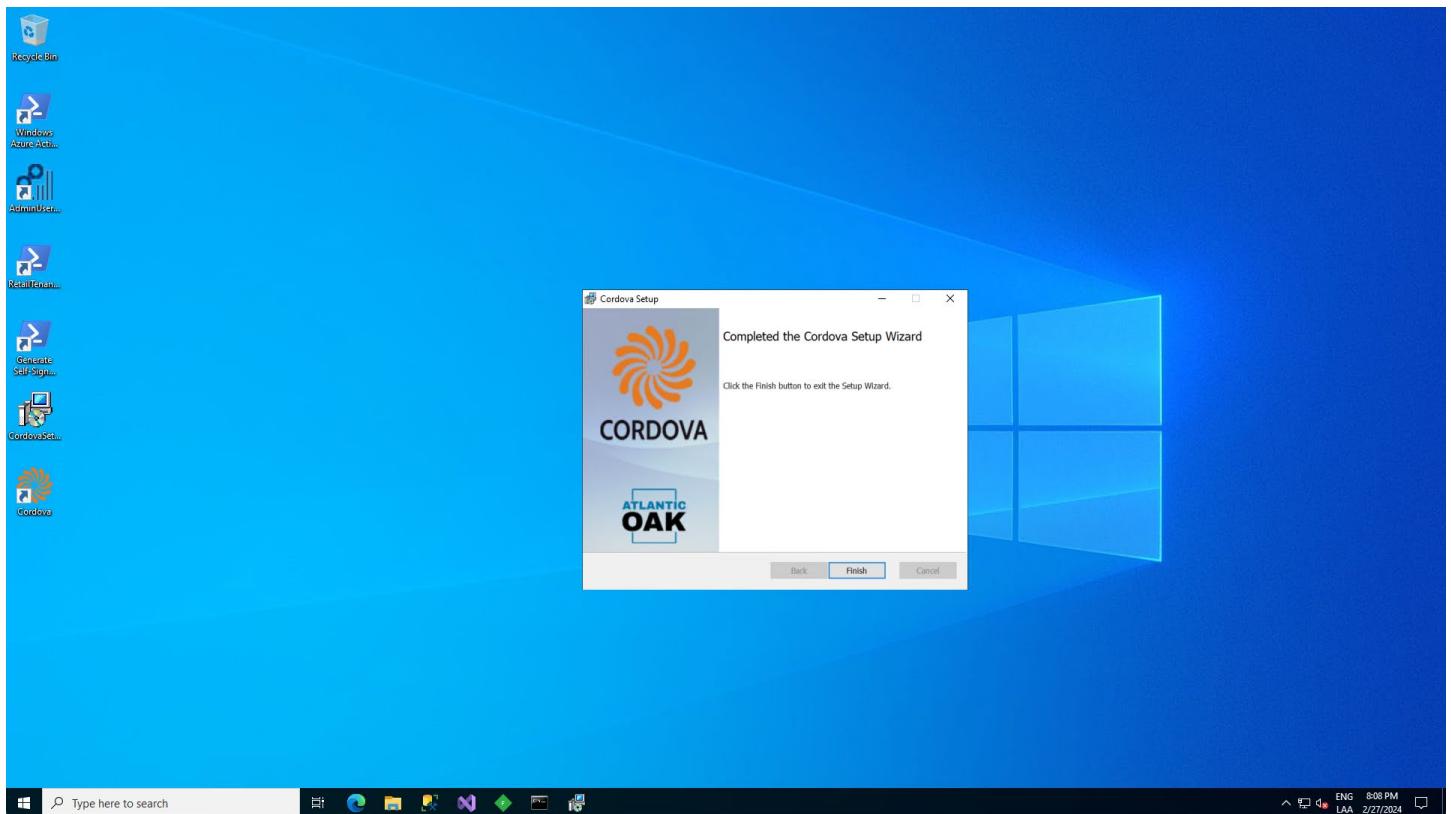 Recycle Bin
Windows
Azure Acti...
AdminUser...
RetailTenan...
Generate
Self-Sign...
CordovaSet...
Cordova
Cordova Setup
Completed the Cordova Setup Wizard
Click the Finish button to exit the Setup Wizard.
CORDOVA
ATLANTIC
OAK
Back
Finish
Cancel
Type here to search
ENG
LAA
8:08 PM
2/27/2024